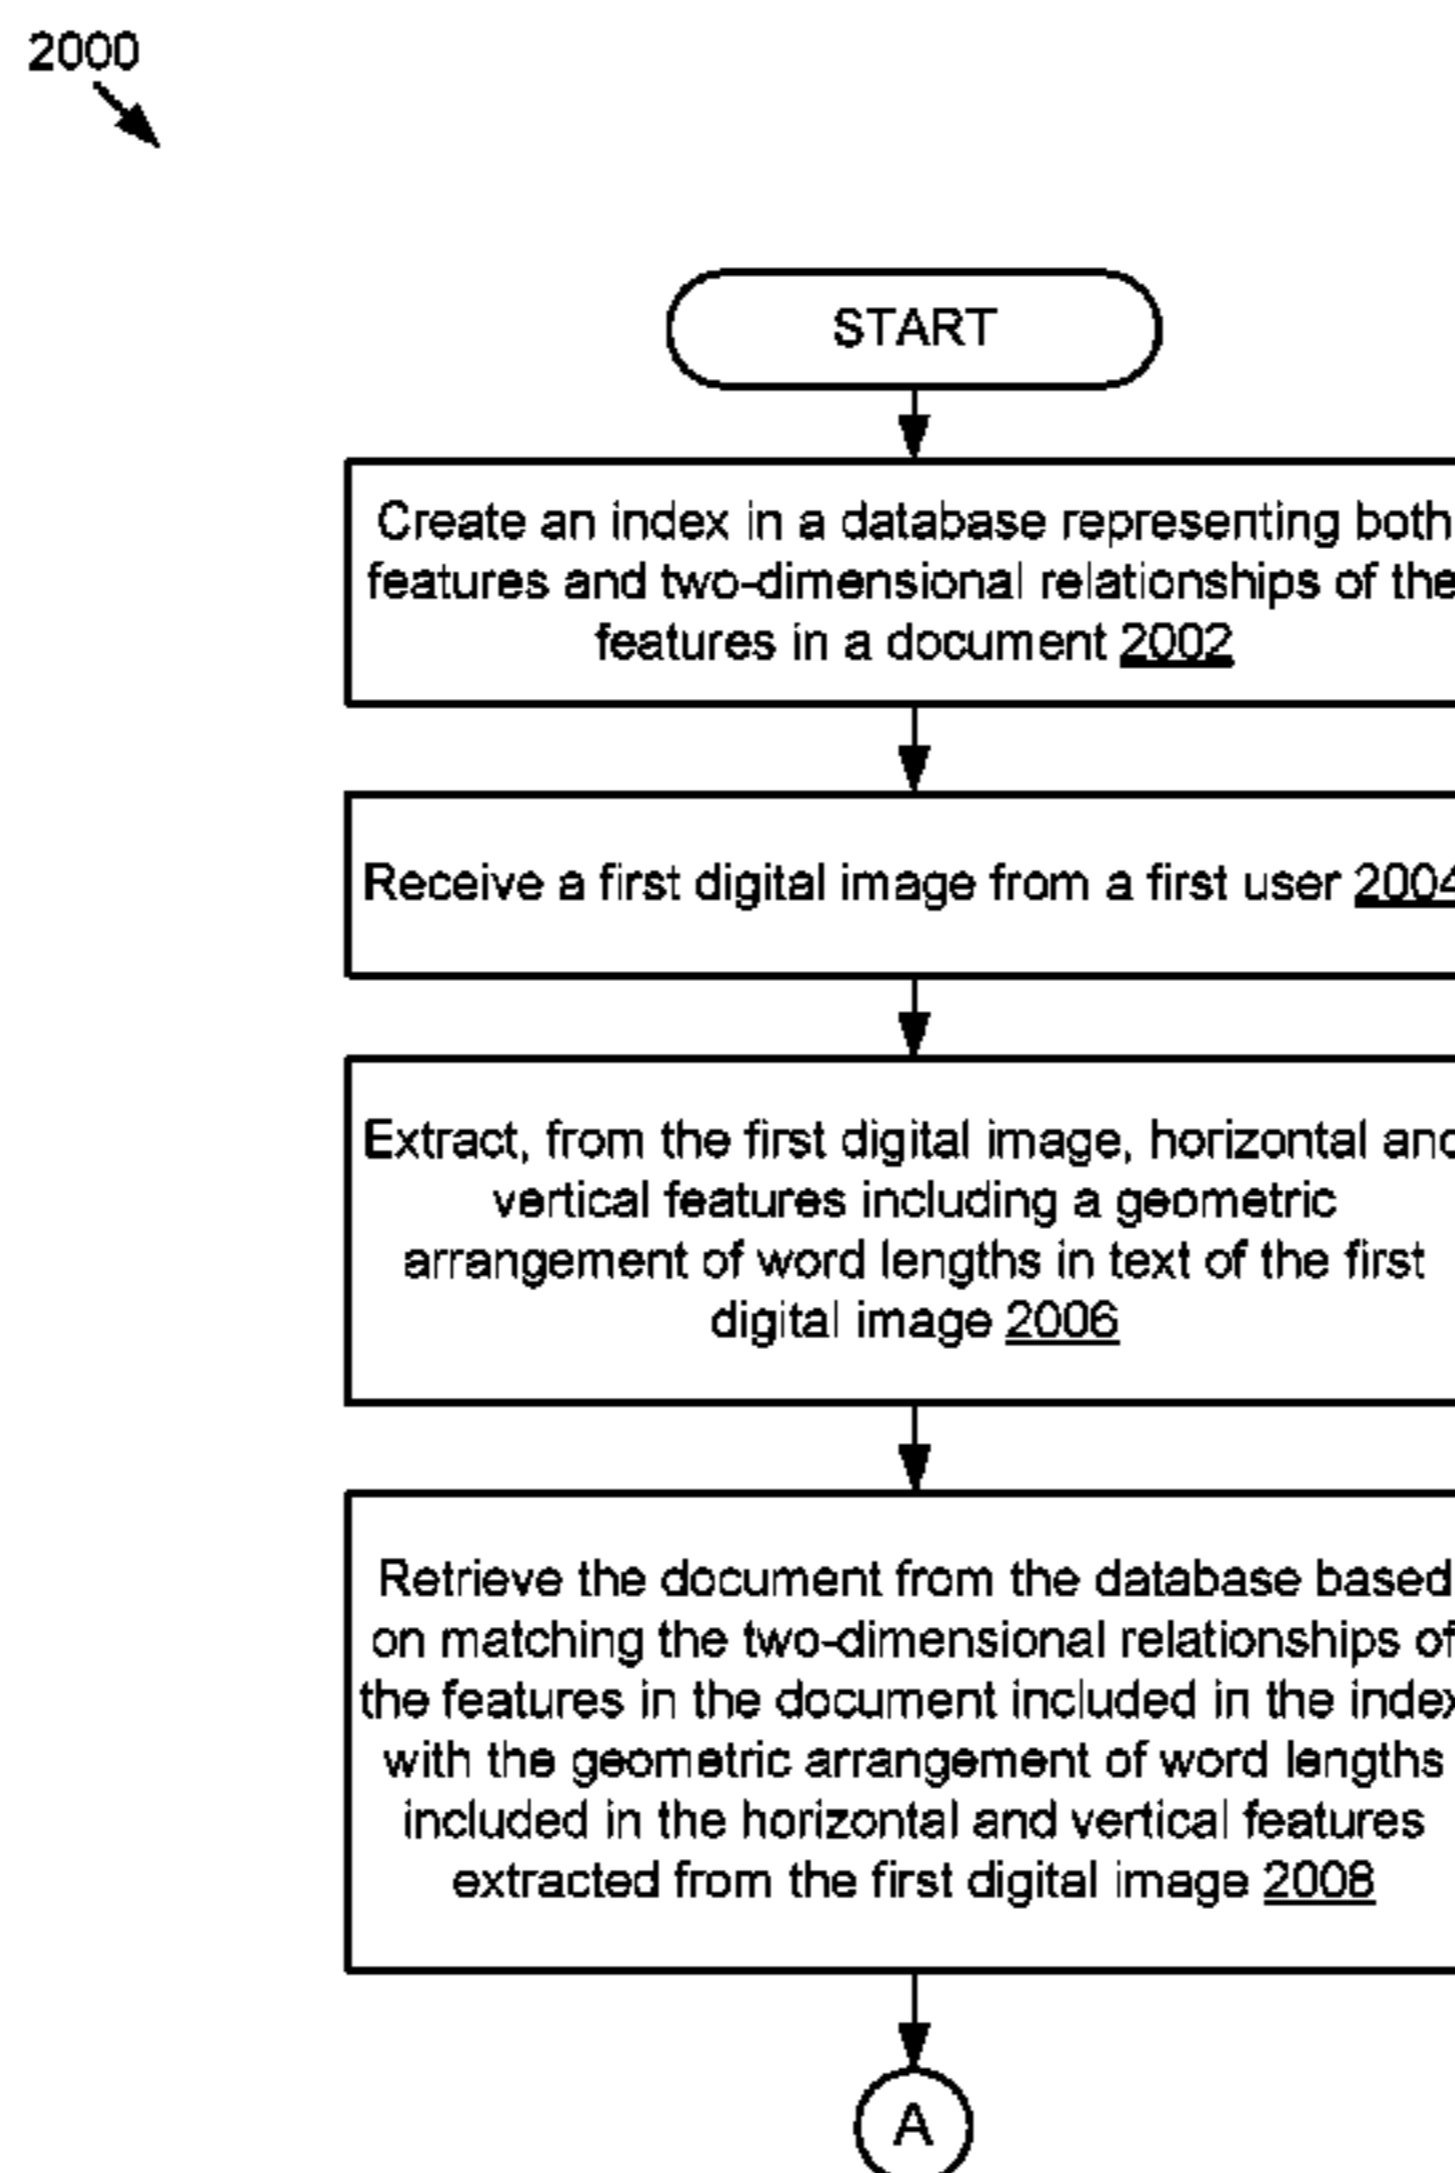 2000
START
Create an index in a database representing both
features and two-dimensional relationships of the
features in a document 2002
Receive a first digital image from a first user 2004
Extract, from the first digital image, horizontal and
vertical features including a geometric
arrangement of word lengths in text of the first
digital image 2006
Retrieve the document from the database based
on matching the two-dimensional relationships of
the features in the document included in the index
with the geometric arrangement of word lengths
included in the horizontal and vertical features
extracted from the first digital image 2008
A